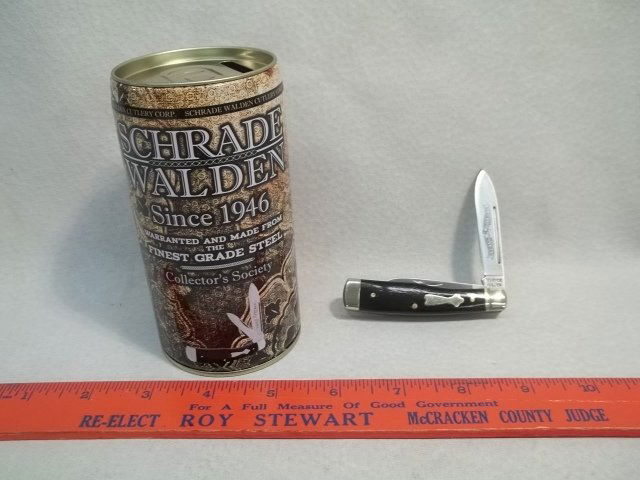 CUTLERY CORP. SCHRADE WALDEN CUTLERY
SCHRADE
WALDEN
Since 1946
WARRANTED AND MADE FROM
THE
FINEST GRADE STEEL
Collector's Society
1 2 3 4 5 6 7 8 9 10
For A Full Measure Of Good Government
RE-ELECT ROY STEWART McCRACKEN COUNTY JUDGE